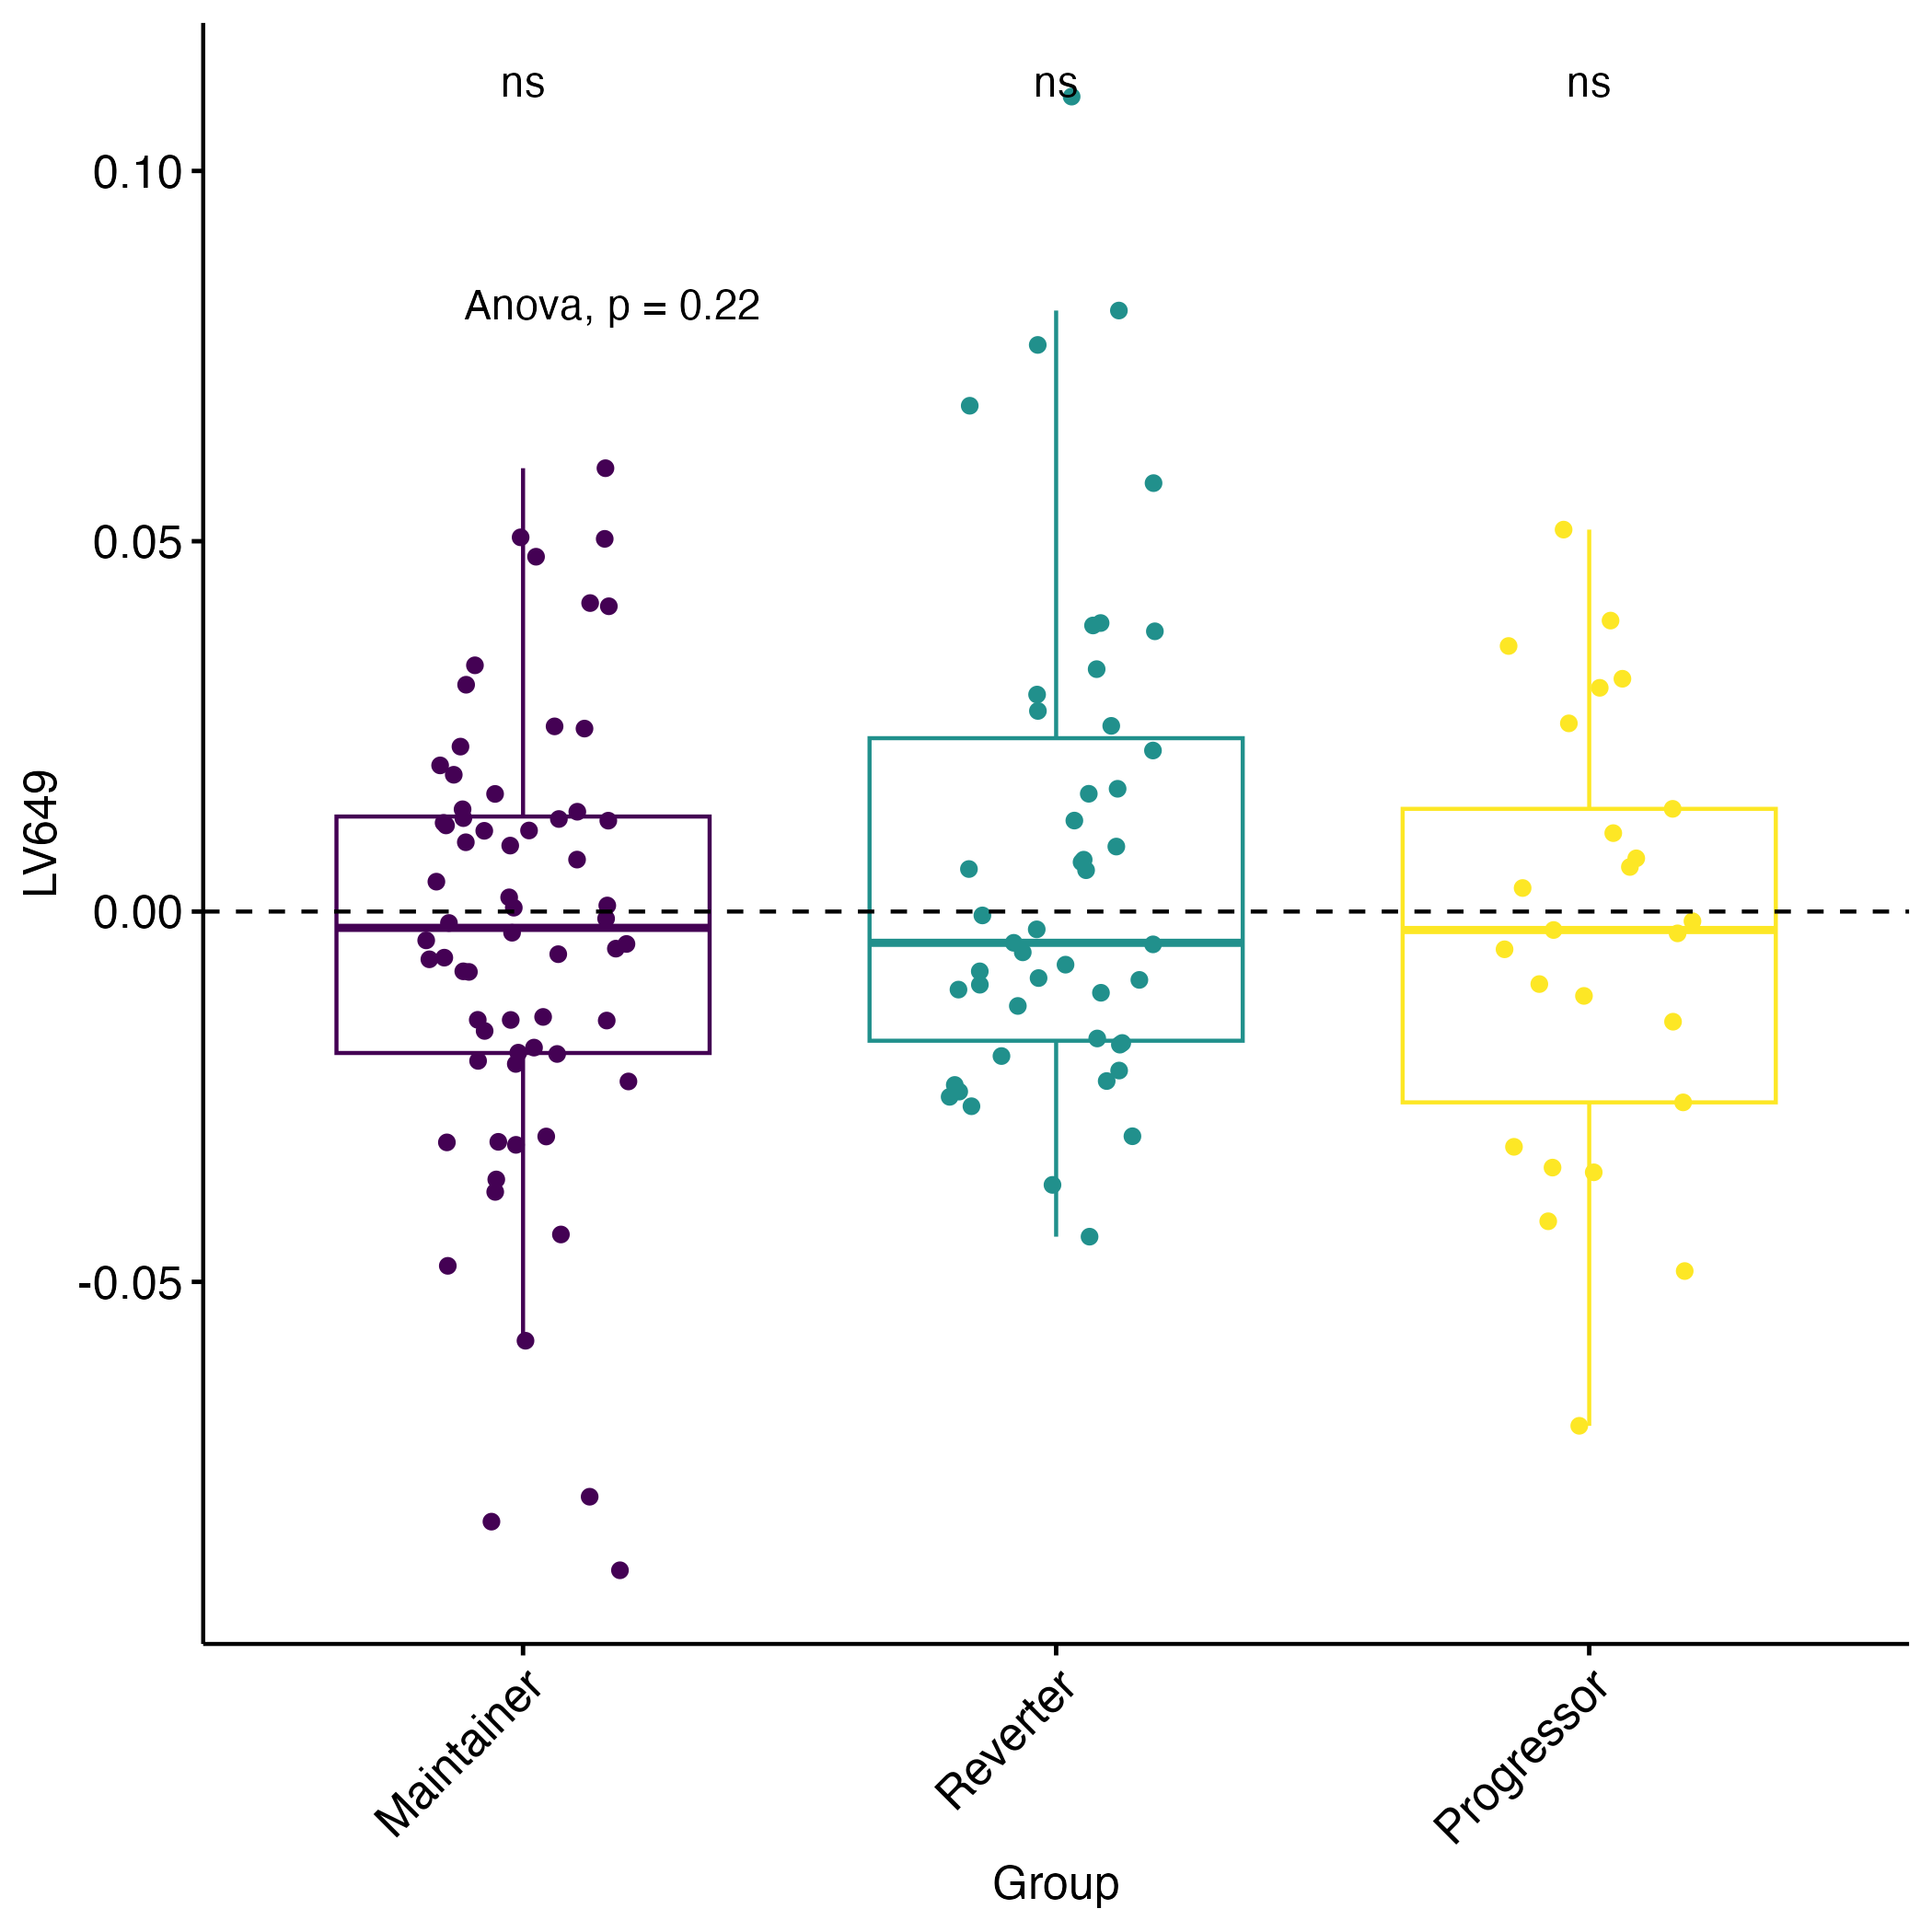 ns ns ns
0.10
Anova, p = 0.22
0.05
LV649
0.00
-0.05
Maintainer Reverter Progressor
Group